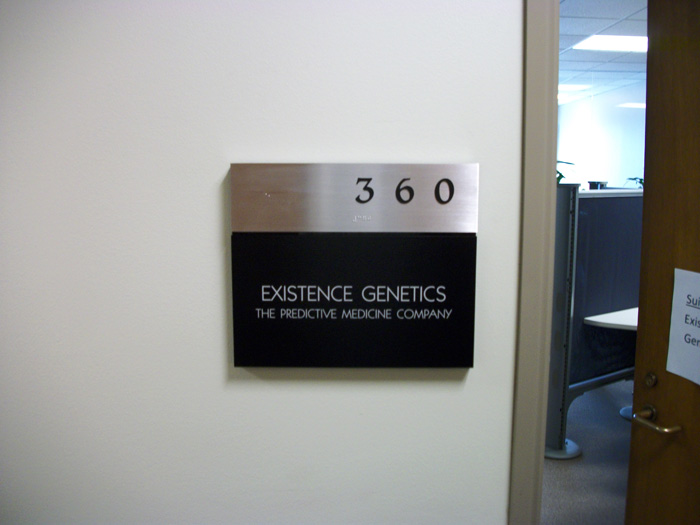 360
EXISTENCE GENETICS
THE PREDICTIVE MEDICINE COMPANY